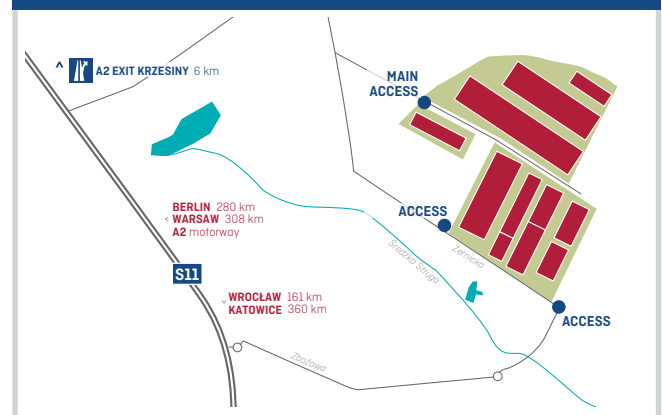 ^ A2 EXIT KRZESINY 6 km
MAIN
ACCESS
BERLIN 280 km
< WARSAW 308 km
A2 motorway
ACCESS
Średzka Struga
Żernicka
S11
WROCŁAW 161 km
KATOWICE 360 km
ACCESS
Zbożowa